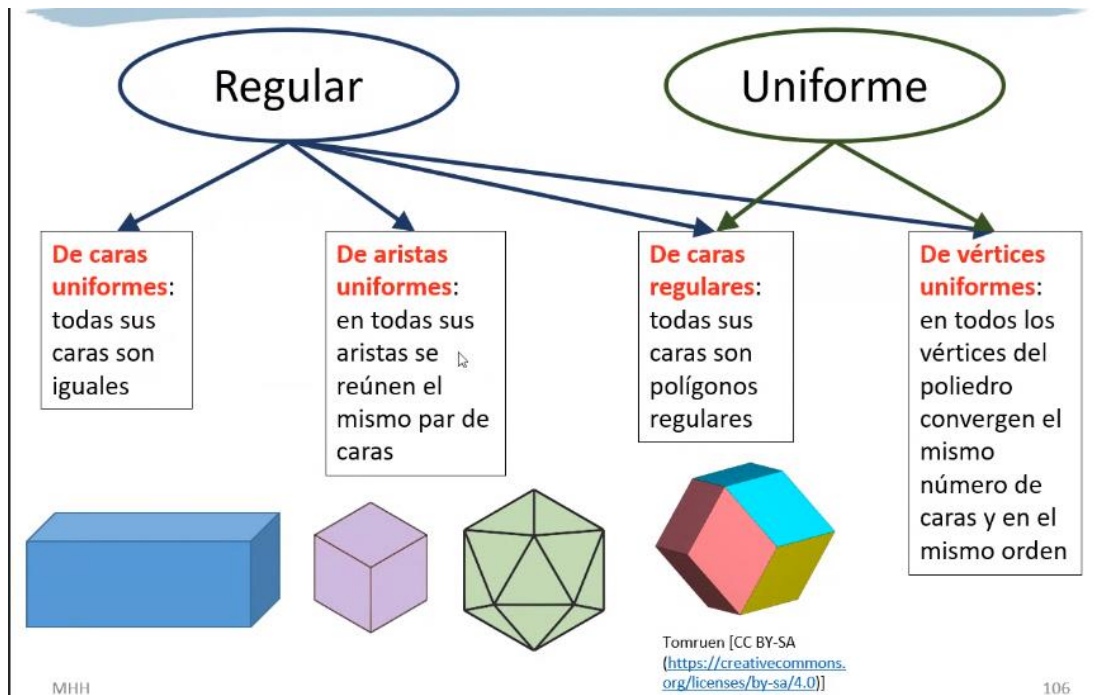 Regular
Uniforme
De caras
uniformes:
todas sus
caras son
iguales
De aristas
uniformes:
en todas sus
aristas se
reúnen el
mismo par de
caras
De caras
regulares:
todas sus
caras son
polígonos
regulares
De vértices
uniformes:
en todos los
vértices del
poliedro
convergen el
mismo
número de
caras y en el
mismo orden
Tomruen [CC BY-SA
(https://creativecommons.
org/licenses/by-sa/4.0)]
MHH
106